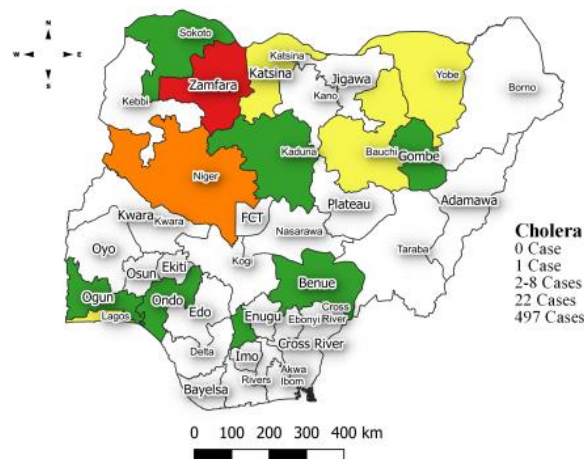 N
W
E
S
Sokoto
Katsina
Zamfara
Katsina
Jigawa
Yobe
Borno
Kebbi
Kano
Kaduna
Bauchi
Gombe
Niger
Adamawa
Plateau
FCT
Kwara
Kwara
Nasarawa
Taraba
Cholera
0 Case
1 Case
2-8 Cases
22 Cases
497 Cases
Oyo
Kogi
Ekiti
Osun
Benue
Ogun
Ondo
Edo
Lagos
Enugu
Cross
Ebonyi River
Delta
Imo
Cross River
Akwa
Bayelsa
Rivers
Ibom
0 100 200 300 400 km